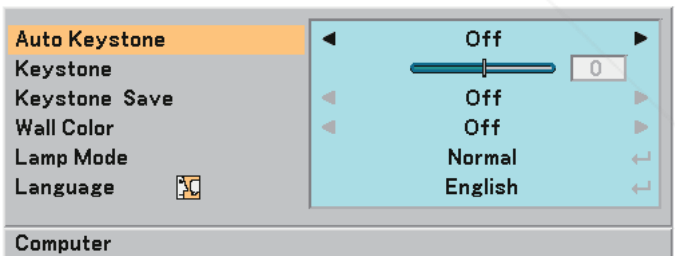 Auto Keystone Off
Keystone 0
Keystone Save Off
Wall Color Off
Lamp Mode Normal
Language English
Computer